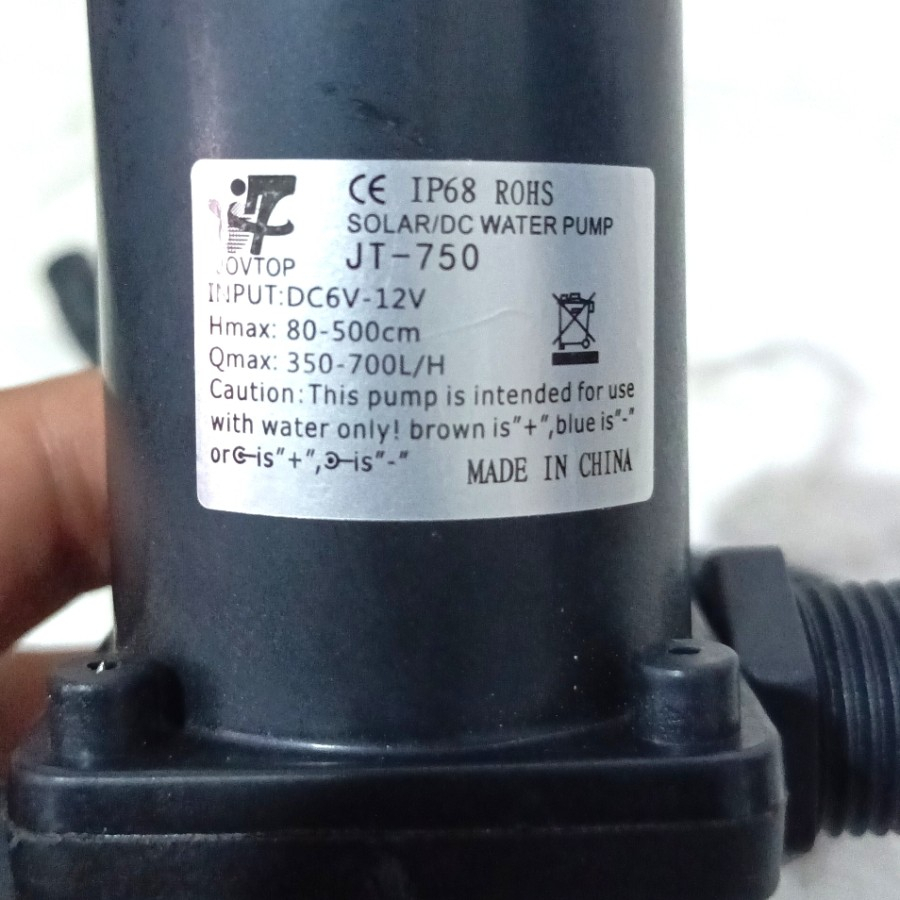 CE IP68 ROHS
SOLAR/DC WATER PUMP
JT-750
JOVTOP
INPUT:DC6V-12V
Hmax: 80-500cm
Qmax: 350-700L/H
Caution:This pump is intended for use
with water only! brown is"+",blue is"-"
or is"+", is"-"
MADE IN CHINA